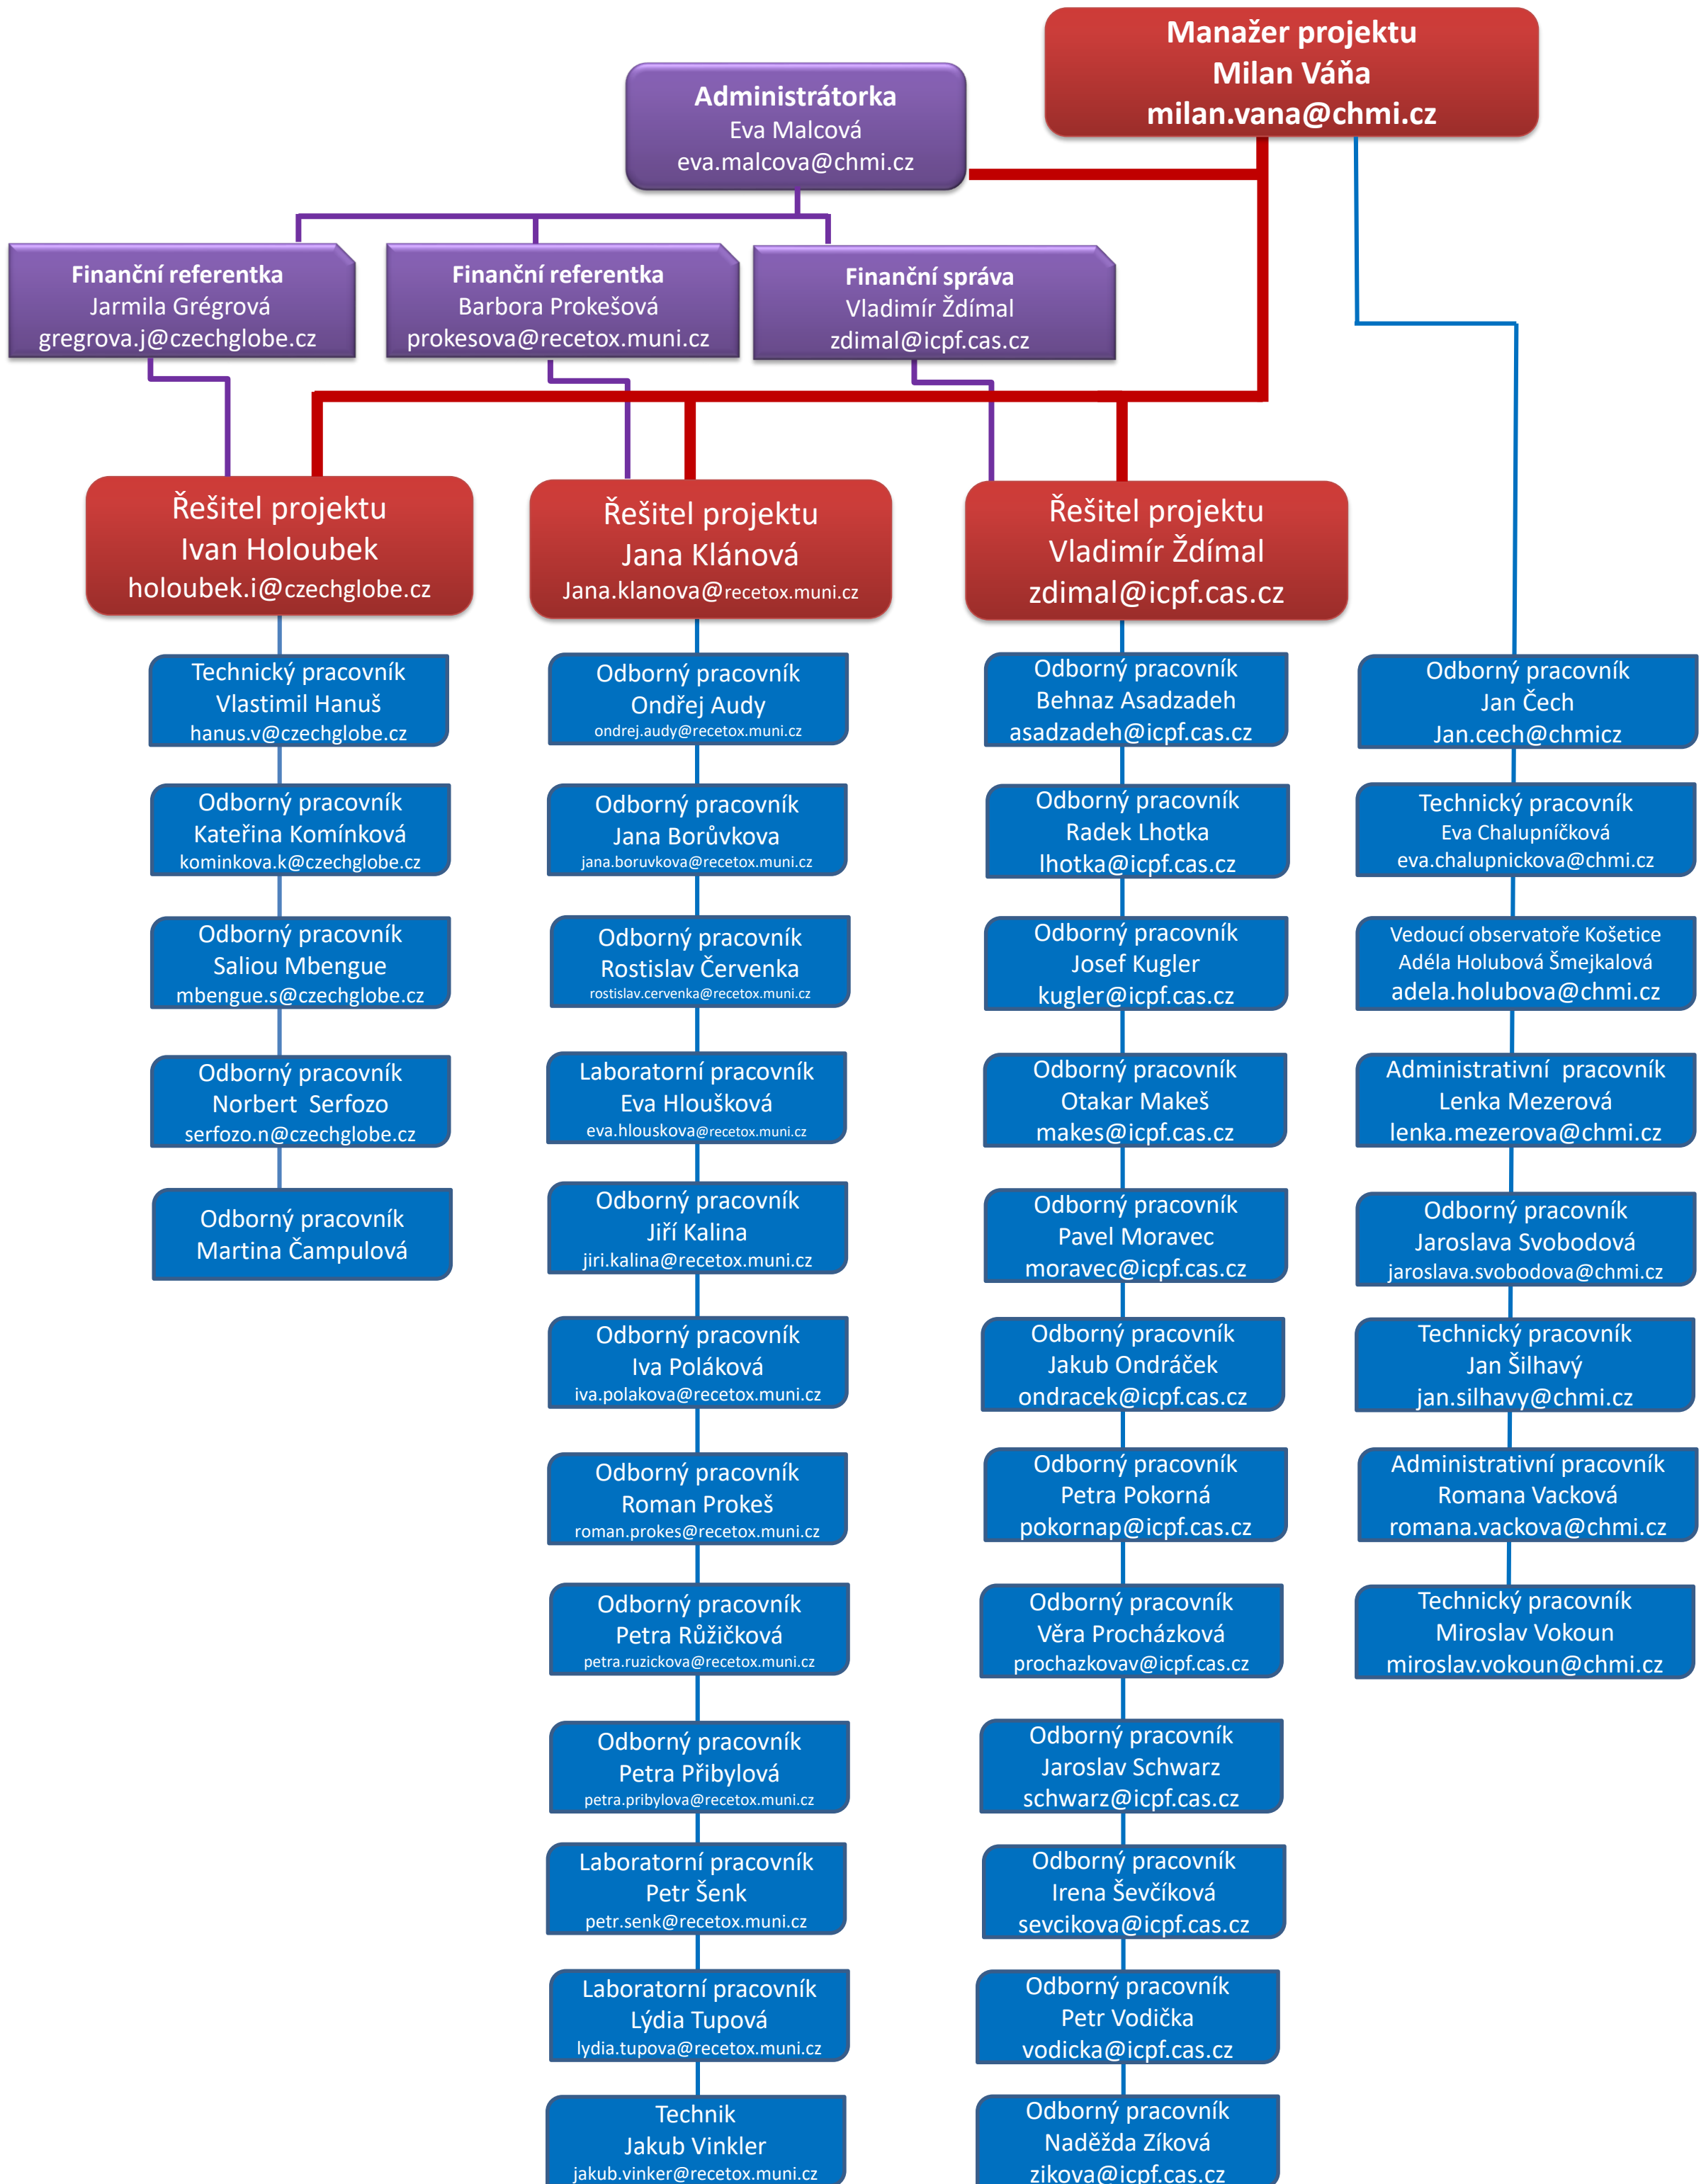 Manažer projektu
Milan Váňa
milan.vana@chmi.cz
Administrátorka
Eva Malcová
eva.malcova@chmi.cz
Finanční referentka
Jarmila Grégrová
gregrova.j@czechglobe.cz
Finanční referentka
Barbora Prokešová
prokesova@recetox.muni.cz
Finanční správa
Vladimír Ždímal
zdimal@icpf.cas.cz
Řešitel projektu
Ivan Holoubek
holoubek.i@czechglobe.cz
Řešitel projektu
Jana Klánová
Jana.klanova@recetox.muni.cz
Řešitel projektu
Vladimír Ždímal
zdimal@icpf.cas.cz
Technický pracovník
Vlastimil Hanuš
hanus.v@czechglobe.cz
Odborný pracovník
Kateřina Komínková
kominkova.k@czechglobe.cz
Odborný pracovník
Saliou Mbengue
mbengue.s@czechglobe.cz
Odborný pracovník
Norbert  Serfozo
serfozo.n@czechglobe.cz
Odborný pracovník
Martina Čampulová
Odborný pracovník
Ondřej Audy
ondrej.audy@recetox.muni.cz
Odborný pracovník
Jana Borůvkova
jana.boruvkova@recetox.muni.cz
Odborný pracovník
Rostislav Červenka
rostislav.cervenka@recetox.muni.cz
Laboratorní pracovník
Eva Hloušková
eva.hlouskova@recetox.muni.cz
Odborný pracovník
Jiří Kalina
jiri.kalina@recetox.muni.cz
Odborný pracovník
Iva Poláková
iva.polakova@recetox.muni.cz
Odborný pracovník
Roman Prokeš
roman.prokes@recetox.muni.cz
Odborný pracovník
Petra Růžičková
petra.ruzickova@recetox.muni.cz
Odborný pracovník
Petra Přibylová
petra.pribylova@recetox.muni.cz
Laboratorní pracovník
Petr Šenk
petr.senk@recetox.muni.cz
Laboratorní pracovník
Lýdia Tupová
lydia.tupova@recetox.muni.cz
Technik
Jakub Vinkler
jakub.vinker@recetox.muni.cz
Odborný pracovník
Behnaz Asadzadeh
asadzadeh@icpf.cas.cz
Odborný pracovník
Radek Lhotka
lhotka@icpf.cas.cz
Odborný pracovník
Josef Kugler
kugler@icpf.cas.cz
Odborný pracovník
Otakar Makeš
makes@icpf.cas.cz
Odborný pracovník
Pavel Moravec
moravec@icpf.cas.cz
Odborný pracovník
Jakub Ondráček
ondracek@icpf.cas.cz
Odborný pracovník
Petra Pokorná
pokornap@icpf.cas.cz
Odborný pracovník
Věra Procházková
prochazkovav@icpf.cas.cz
Odborný pracovník
Jaroslav Schwarz
schwarz@icpf.cas.cz
Odborný pracovník
Irena Ševčíková
sevcikova@icpf.cas.cz
Odborný pracovník
Petr Vodička
vodicka@icpf.cas.cz
Odborný pracovník
Naděžda Zíková
zikova@icpf.cas.cz
Odborný pracovník
Jan Čech
Jan.cech@chmicz
Technický pracovník
Eva Chalupníčková
eva.chalupnickova@chmi.cz
Vedoucí observatoře Košetice
Adéla Holubová Šmejkalová
adela.holubova@chmi.cz
Administrativní  pracovník
Lenka Mezerová
lenka.mezerova@chmi.cz
Odborný pracovník
Jaroslava Svobodová
jaroslava.svobodova@chmi.cz
Technický pracovník
Jan Šilhavý
jan.silhavy@chmi.cz
Administrativní pracovník
Romana Vacková
romana.vackova@chmi.cz
Technický pracovník
Miroslav Vokoun
miroslav.vokoun@chmi.cz